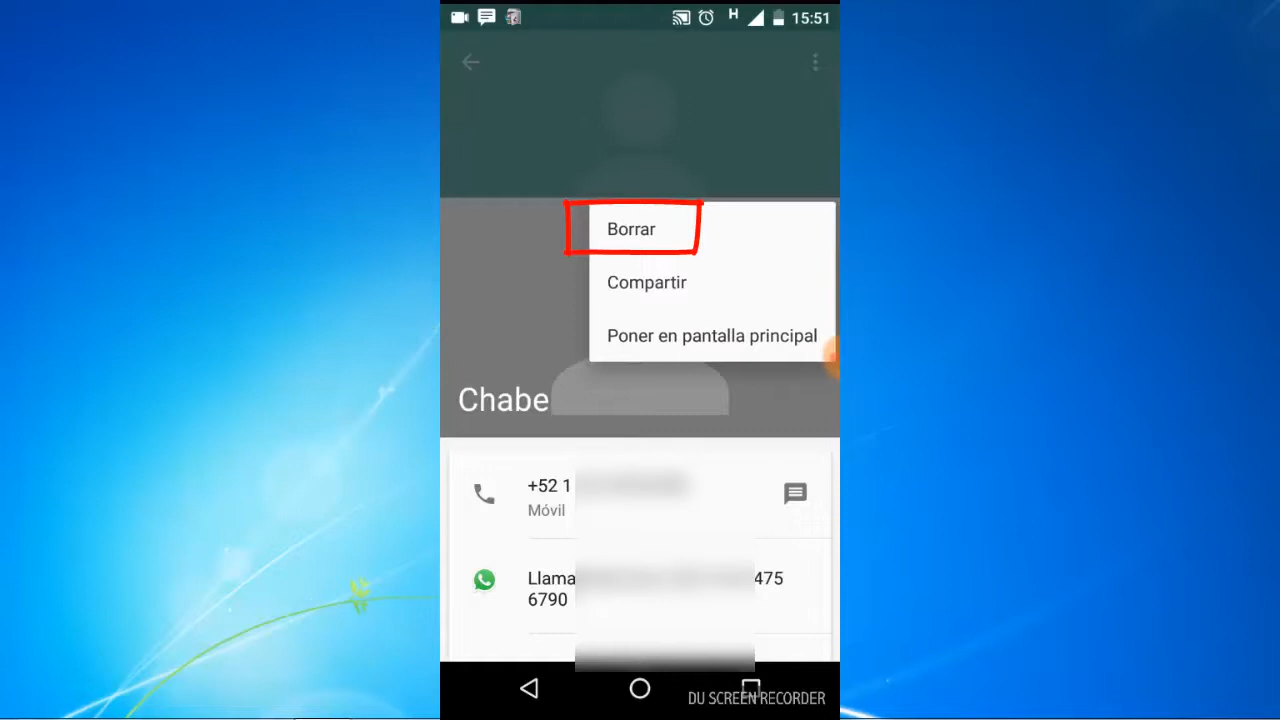 H 15:51
Borrar
Compartir
Poner en pantalla principal
Chabe
+52 1
Móvil
Llama 475
6790
DU SCREEN RECORDER